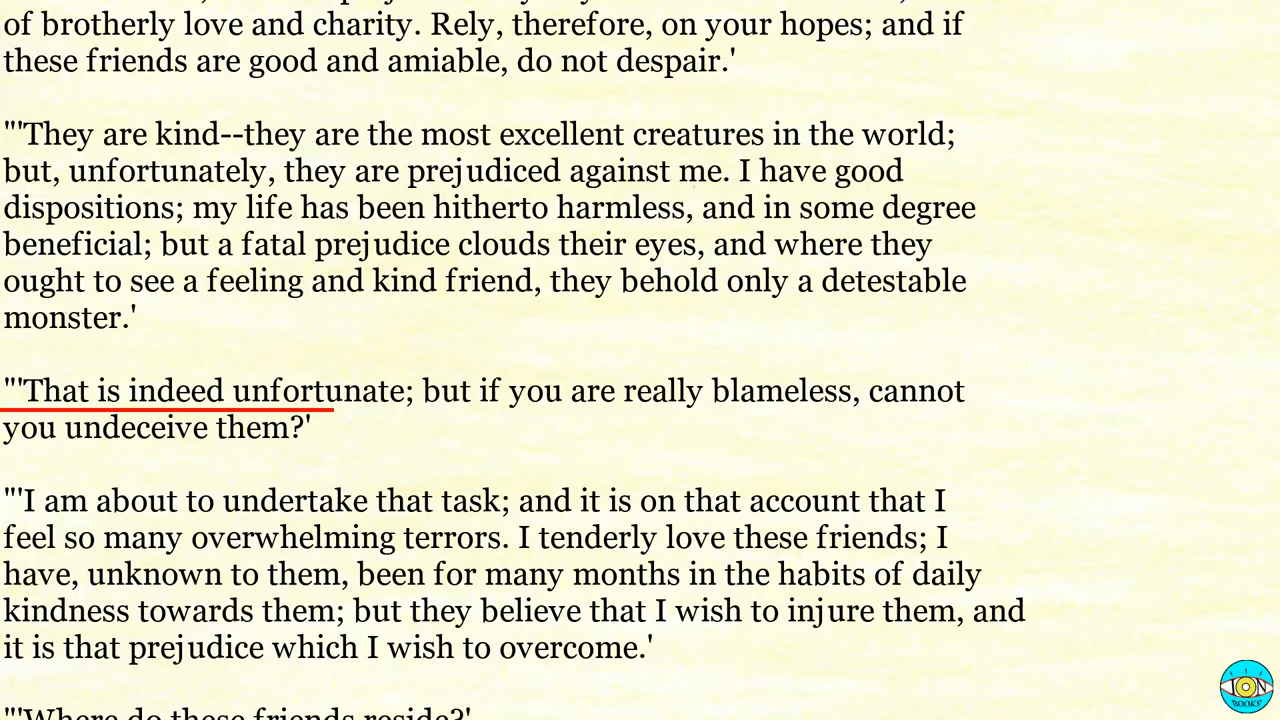 of brotherly love and charity. Rely, therefore, on your hopes; and if
these friends are good and amiable, do not despair.'
"'They are kind--they are the most excellent creatures in the world;
but, unfortunately, they are prejudiced against me. I have good
dispositions; my life has been hitherto harmless, and in some degree
beneficial; but a fatal prejudice clouds their eyes, and where they
ought to see a feeling and kind friend, they behold only a detestable
monster.'
"'That is indeed unfortunate; but if you are really blameless, cannot
you undeceive them?'
"'I am about to undertake that task; and it is on that account that I
feel so many overwhelming terrors. I tenderly love these friends; I
have, unknown to them, been for many months in the habits of daily
kindness towards them; but they believe that I wish to injure them, and
it is that prejudice which I wish to overcome.'
"'Where do these friends reside?'
ION
BOOKS